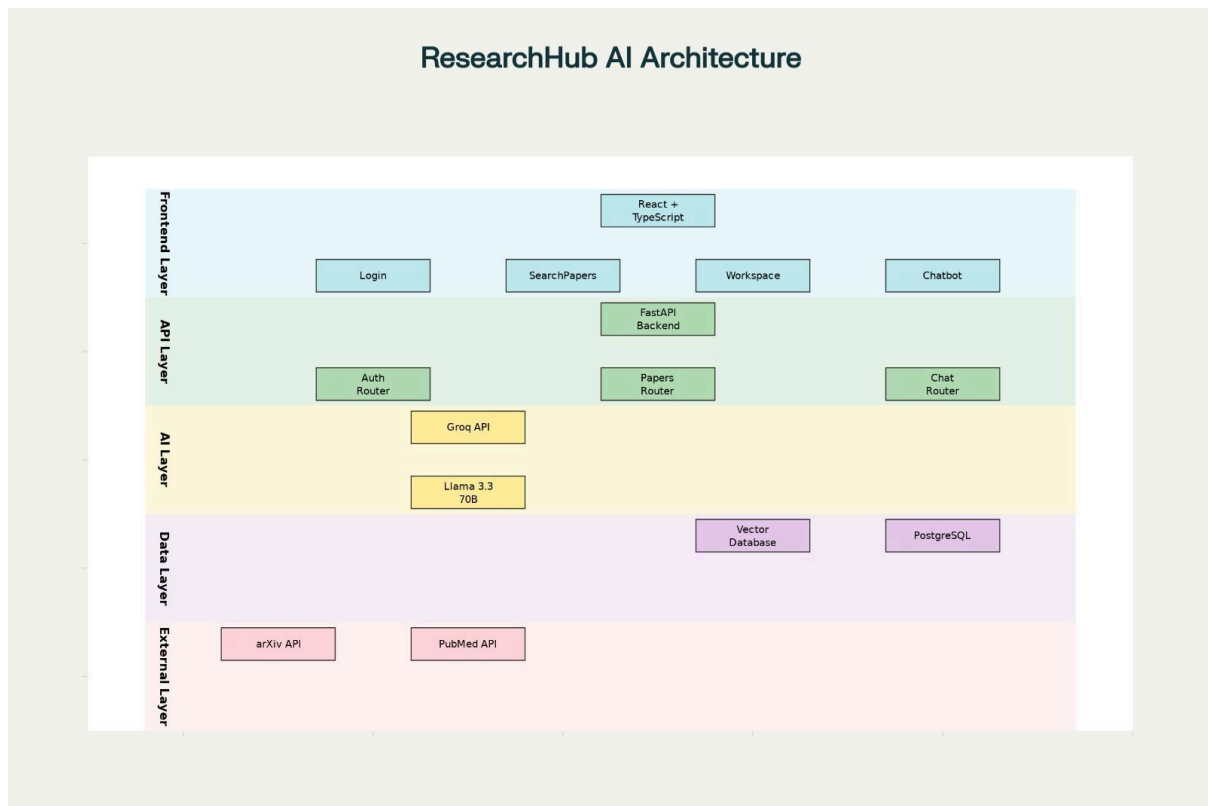 ResearchHub AI Architecture
Frontend Layer
React +
TypeScript
Login
SearchPapers
Workspace
Chatbot
API Layer
FastAPI
Backend
Auth
Router
Papers
Router
Chat
Router
AI Layer
Groq API
Llama 3.3
70B
Data Layer
Vector
Database
PostgreSQL
External Layer
arXiv API
PubMed API